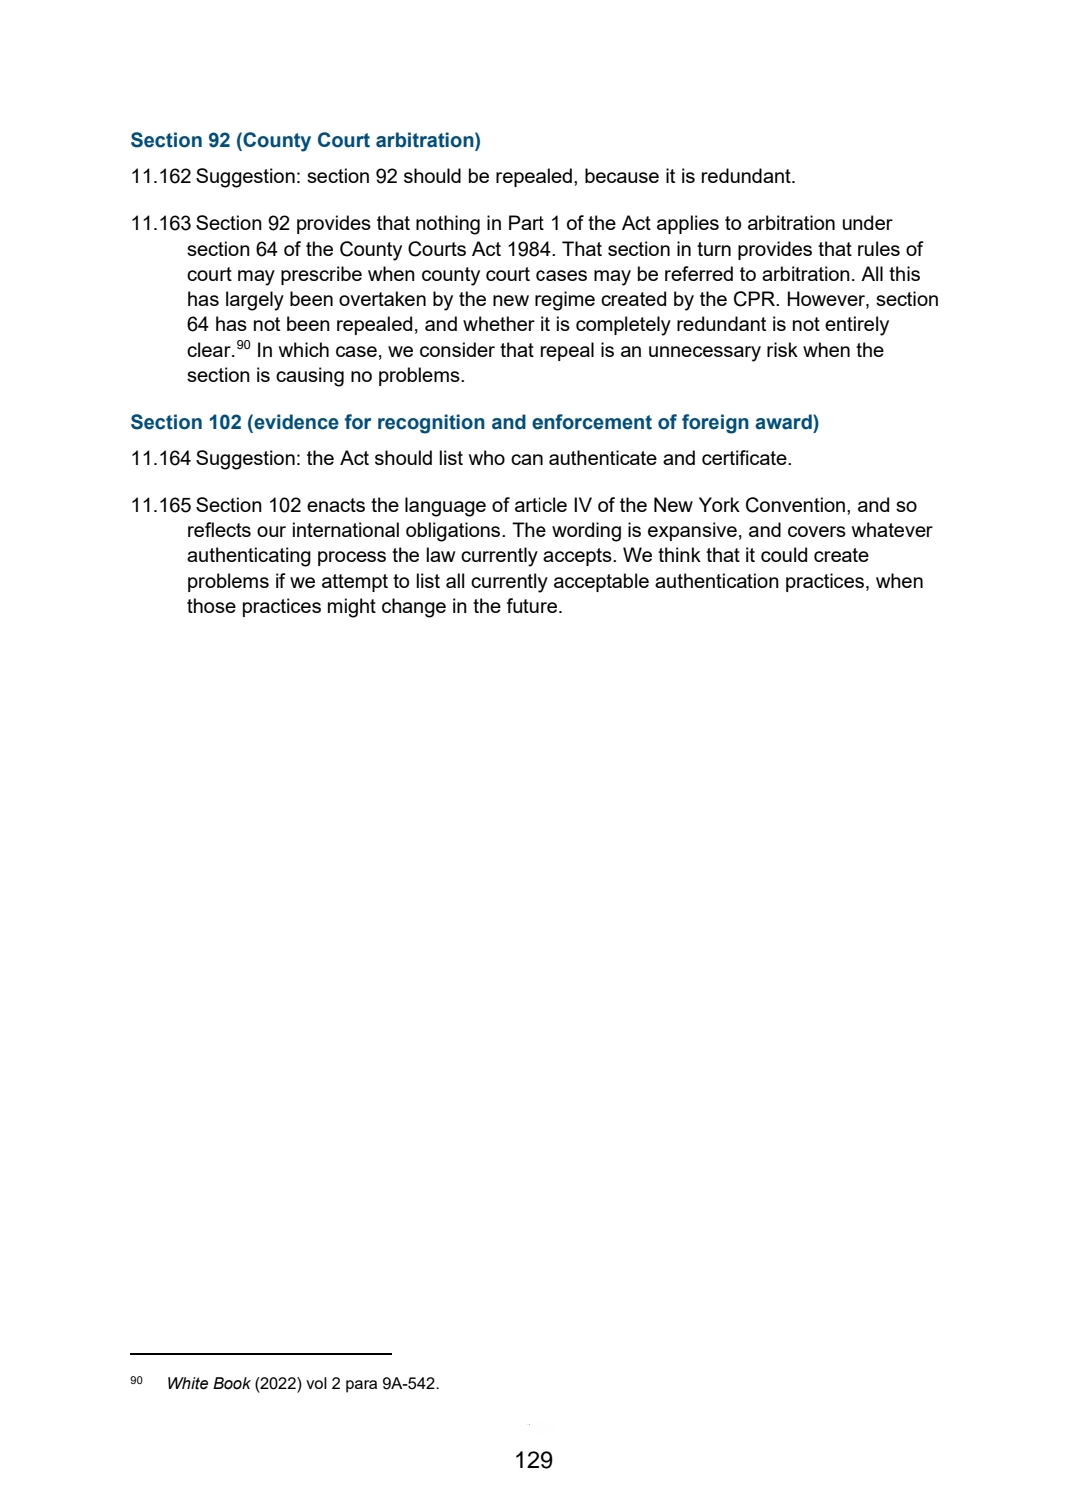 Section 92 (County Court arbitration)
11.162 Suggestion: section 92 should be repealed, because it is redundant.
11.163 Section 92 provides that nothing in Part 1 of the Act applies to arbitration under
section 64 of the County Courts Act 1984. That section in turn provides that rules of
court may prescribe when county court cases may be referred to arbitration. All this
has largely been overtaken by the new regime created by the CPR. However, section
64 has not been repealed, and whether it is completely redundant is not entirely
clear.90 In which case, we consider that repeal is an unnecessary risk when the
section is causing no problems.
Section 102 (evidence for recognition and enforcement of foreign award)
11.164 Suggestion: the Act should list who can authenticate and certificate.
11.165 Section 102 enacts the language of article IV of the New York Convention, and so
reflects our international obligations. The wording is expansive, and covers whatever
authenticating process the law currently accepts. We think that it could create
problems if we attempt to list all currently acceptable authentication practices, when
those practices might change in the future.
90 White Book (2022) vol 2 para 9A-542.
129